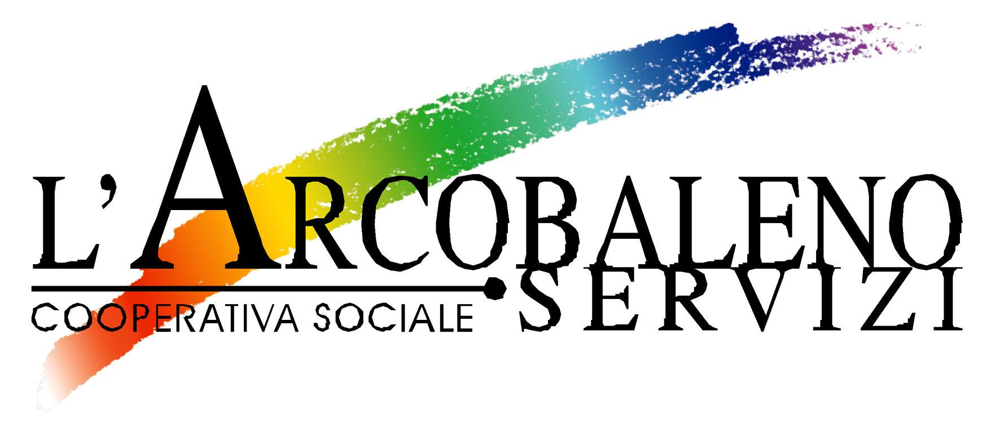 L'ARCOBALENO
SERVIZI
COOPERATIVA SOCIALE